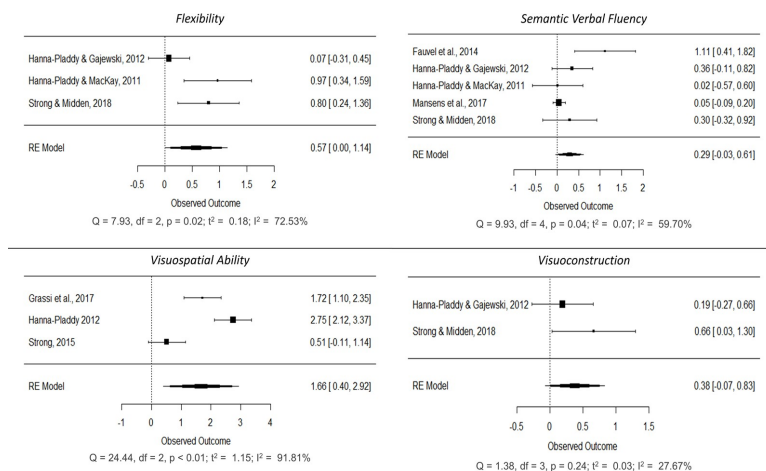 Flexibility
Hanna-Pladdy & Gajewski, 2012 0.07 [-0.31, 0.45]
Hanna-Pladdy & MacKay, 2011 0.97 [0.34, 1.59]
Strong & Midden, 2018 0.80 [0.24, 1.36]
RE Model 0.57 [0.00, 1.14]
-0.5 0 0.5 1 1.5 2
Observed Outcome
Q = 7.93, df = 2, p = 0.02; t² = 0.18; I² = 72.53%
Semantic Verbal Fluency
Fauvel et al., 2014 1.11 [0.41, 1.82]
Hanna-Pladdy & Gajewski, 2012 0.36 [-0.11, 0.82]
Hanna-Pladdy & MacKay, 2011 0.02 [-0.57, 0.60]
Mansens et al., 2017 0.05 [-0.09, 0.20]
Strong & Midden, 2018 0.30 [-0.32, 0.92]
RE Model 0.29 [-0.03, 0.61]
-1 0 1 2
Observed Outcome
Q = 9.93, df = 4, p = 0.04; t² = 0.07; I² = 59.70%
Visuospatial Ability
Grassi et al., 2017 1.72 [1.10, 2.35]
Hanna-Pladdy 2012 2.75 [2.12, 3.37]
Strong, 2015 0.51 [-0.11, 1.14]
RE Model 1.66 [0.40, 2.92]
-1 0 1 2 3 4
Observed Outcome
Q = 24.44, df = 2, p < 0.01; t² = 1.15; I² = 91.81%
Visuoconstruction
Hanna-Pladdy & Gajewski, 2012 0.19 [-0.27, 0.66]
Strong & Midden, 2018 0.66 [0.03, 1.30]
RE Model 0.38 [-0.07, 0.83]
-0.5 0 0.5 1 1.5
Observed Outcome
Q = 1.38, df = 3, p = 0.24; t² = 0.03; I² = 27.67%